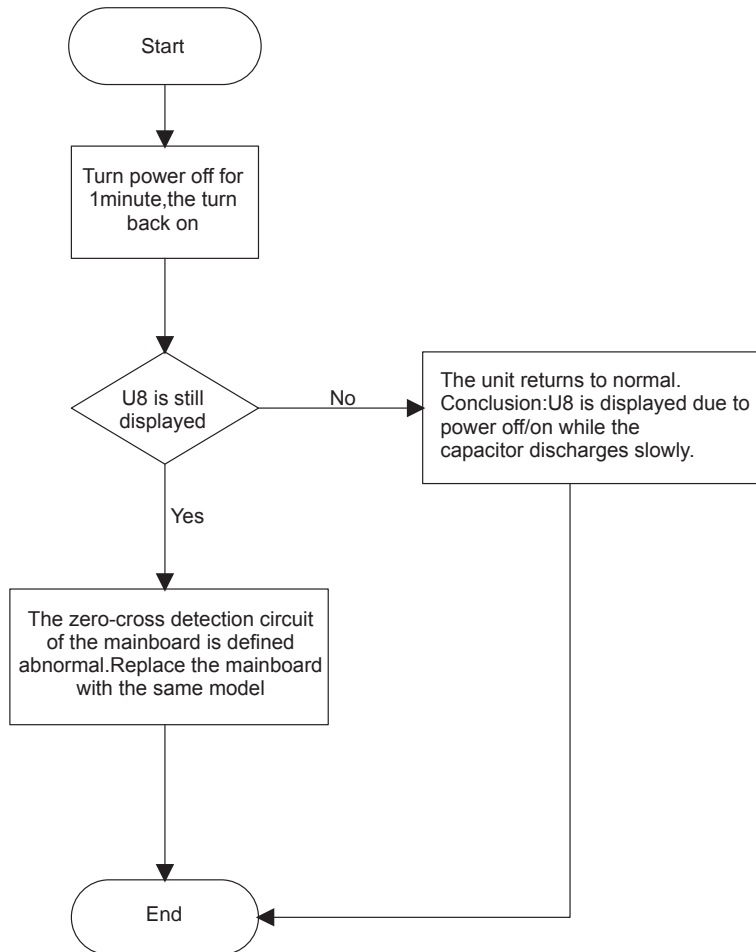 Start
Turn power off for
1minute,the turn
back on
U8 is still
displayed
No
The unit returns to normal.
Conclusion:U8 is displayed due to
power off/on while the
capacitor discharges slowly.
Yes
The zero-cross detection circuit
of the mainboard is defined
abnormal.Replace the mainboard
with the same model
End